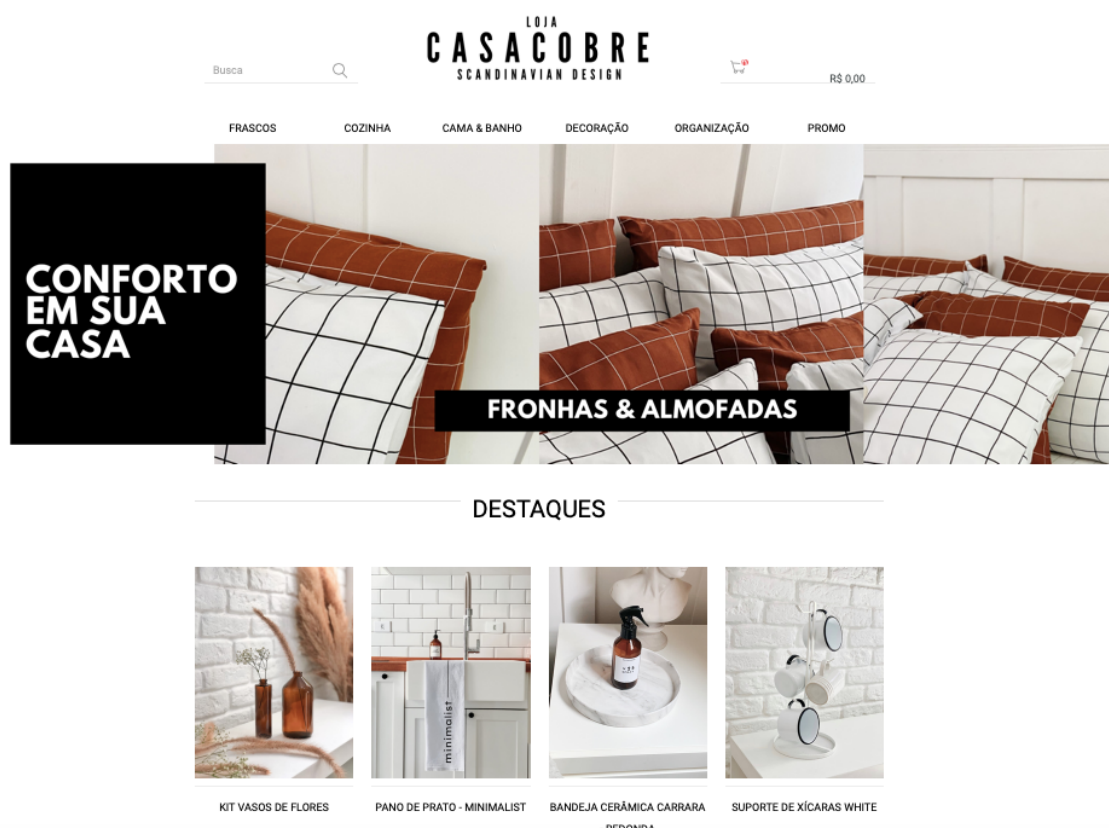 LOJA
CASACOBRE
SCANDINAVIAN DESIGN
Busca
R$ 0,00
FRASCOS
COZINHA
CAMA & BANHO
DECORAÇÃO
ORGANIZAÇÃO
PROMO
CONFORTO
EM SUA
CASA
FRONHAS & ALMOFADAS
DESTAQUES
minimalist
KIT VASOS DE FLORES
PANO DE PRATO - MINIMALIST
BANDEJA CERÂMICA CARRARA
REDONDA
SUPORTE DE XÍCARAS WHITE